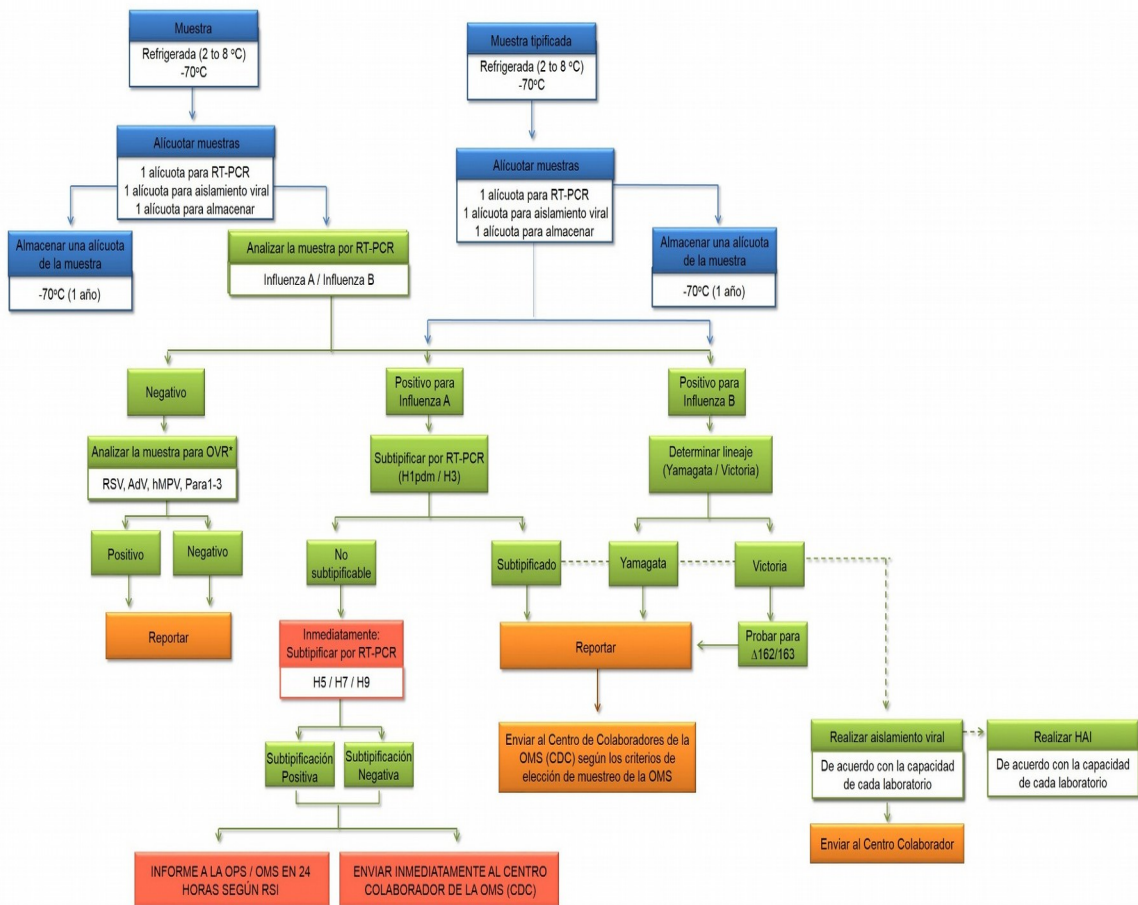 Muestra
Refrigerada (2 to 8 ºC)
-70ºC
Muestra tipificada
Refrigerada (2 to 8 ºC)
-70ºC
Alícuotar muestras
1 alícuota para RT-PCR
1 alícuota para aislamiento viral
1 alícuota para almacenar
Alícuotar muestras
1 alícuota para RT-PCR
1 alícuota para aislamiento viral
1 alícuota para almacenar
Almacenar una alícuota
de la muestra
-70ºC (1 año)
Analizar la muestra por RT-PCR
Influenza A / Influenza B
Almacenar una alícuota
de la muestra
-70ºC (1 año)
Negativo
Positivo para
Influenza A
Positivo para
Influenza B
Analizar la muestra para OVR*
RSV, AdV, hMPV, Para1-3
Subtipificar por RT-PCR
(H1pdm / H3)
Determinar lineaje
(Yamagata / Victoria)
Positivo
Negativo
No
subtipificable
Subtipificado
Yamagata
Victoria
Reportar
Inmediatamente:
Subtipificar por RT-PCR
H5 / H7 / H9
Reportar
Probar para
Δ162/163
Subtipificación
Positiva
Subtipificación
Negativa
Enviar al Centro de Colaboradores de la
OMS (CDC) según los criterios de
elección de muestreo de la OMS
Realizar aislamiento viral
De acuerdo con la capacidad
de cada laboratorio
Realizar HAI
De acuerdo con la capacidad
de cada laboratorio
Enviar al Centro Colaborador
INFORME A LA OPS / OMS EN 24
HORAS SEGÚN RSI
ENVIAR INMEDIATAMENTE AL CENTRO
COLABORADOR DE LA OMS (CDC)